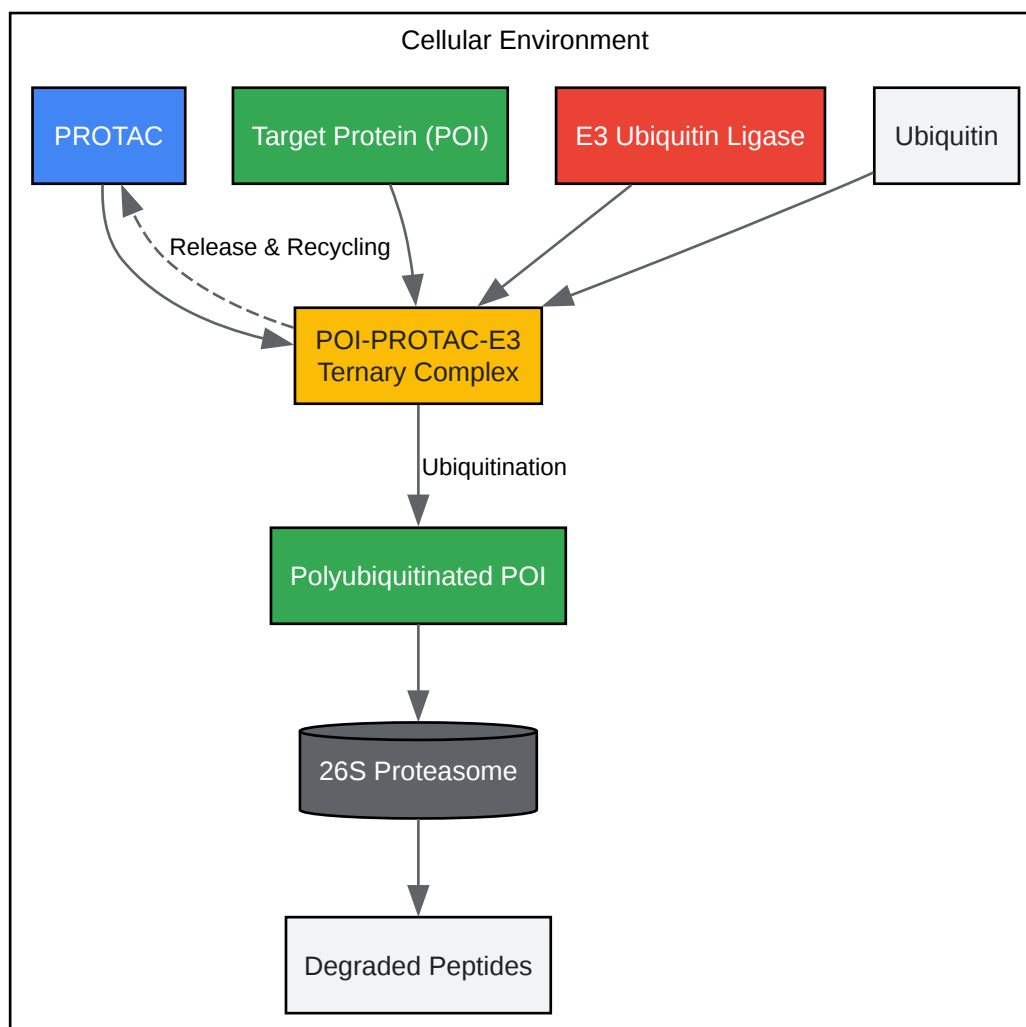 Cellular Environment
PROTAC
Target Protein (POI)
E3 Ubiquitin Ligase
Ubiquitin
Release & Recycling
POI-PROTAC-E3
Ternary Complex
Ubiquitination
Polyubiquitinated POI
26S Proteasome
Degraded Peptides